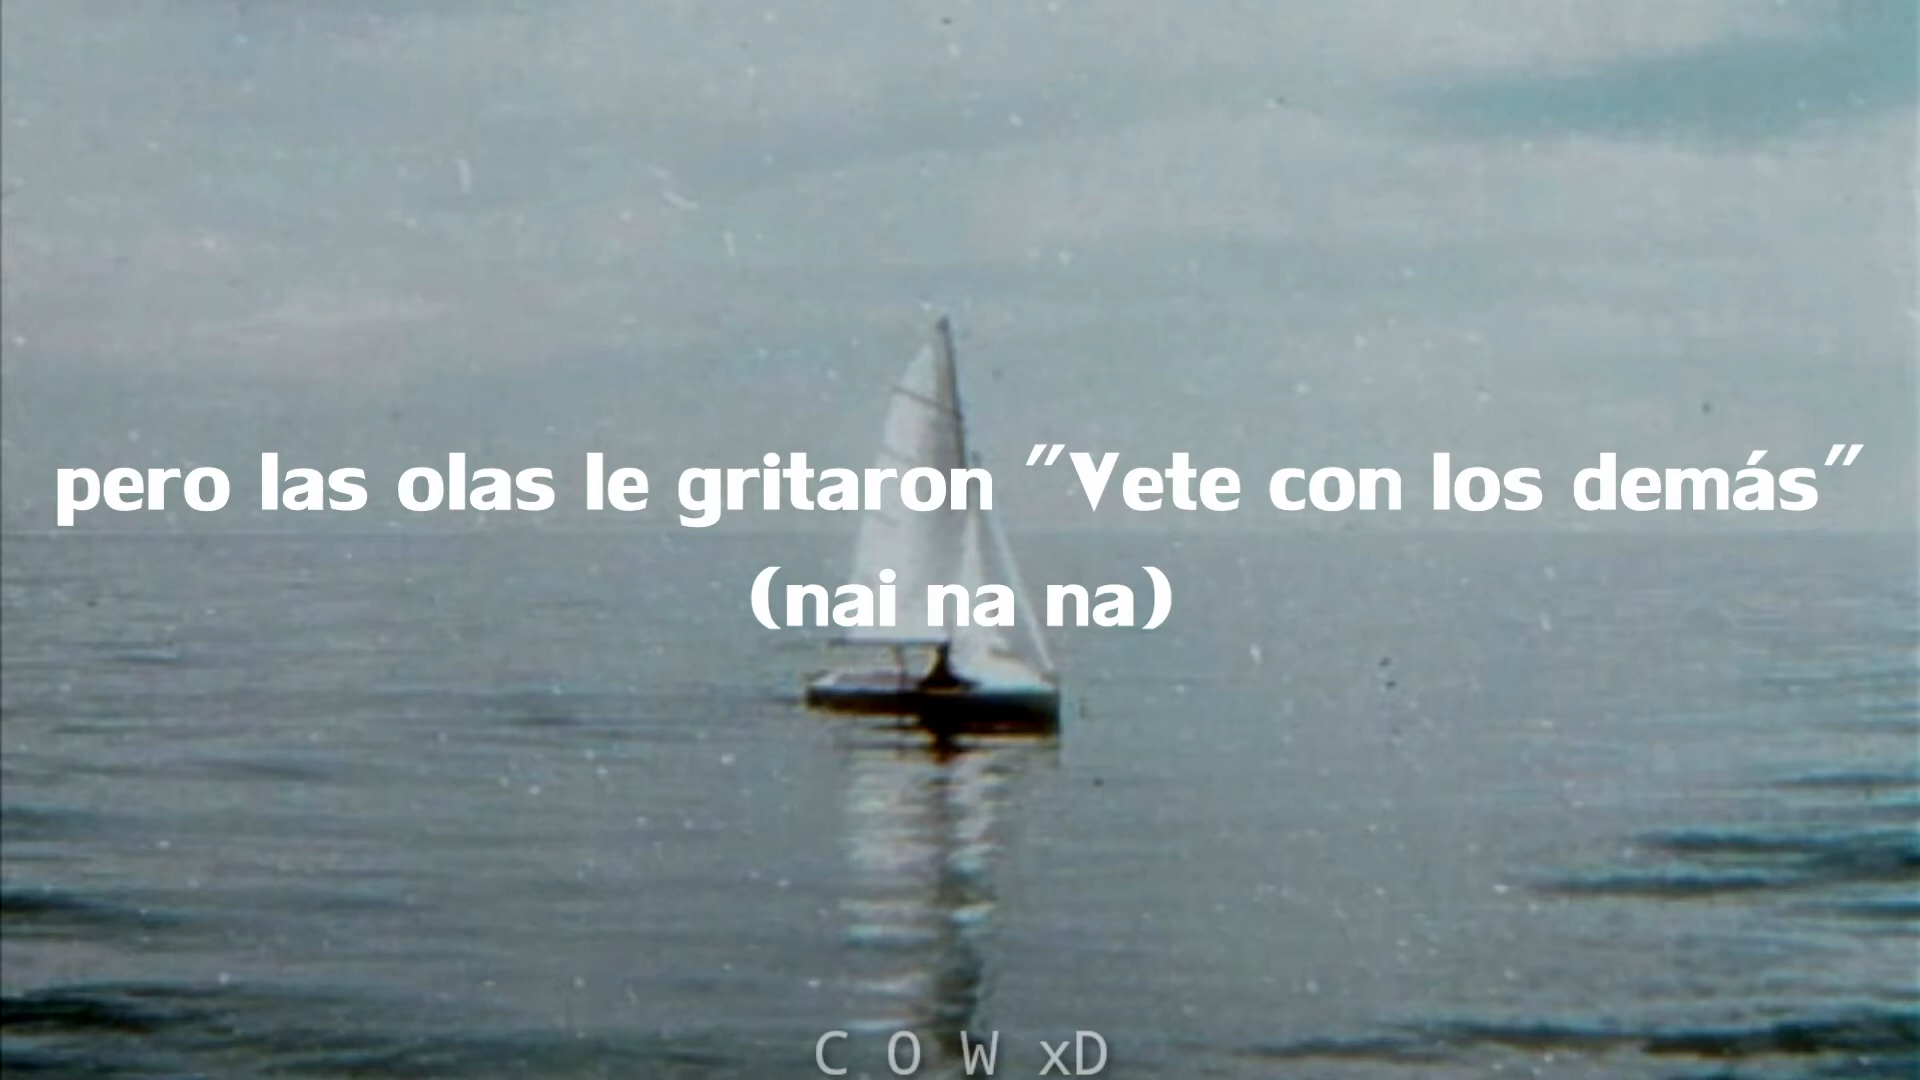 pero las olas le gritaron "Vete con los demás"
(nai na na)
C O W xD